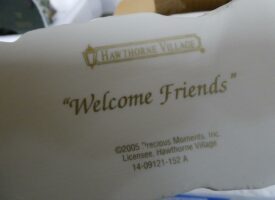 HAWTHORNE VILLAGE
"Welcome Friends"
©2005 Precious Moments, Inc.
Licensee, Hawthorne Village
14-09121-152 A